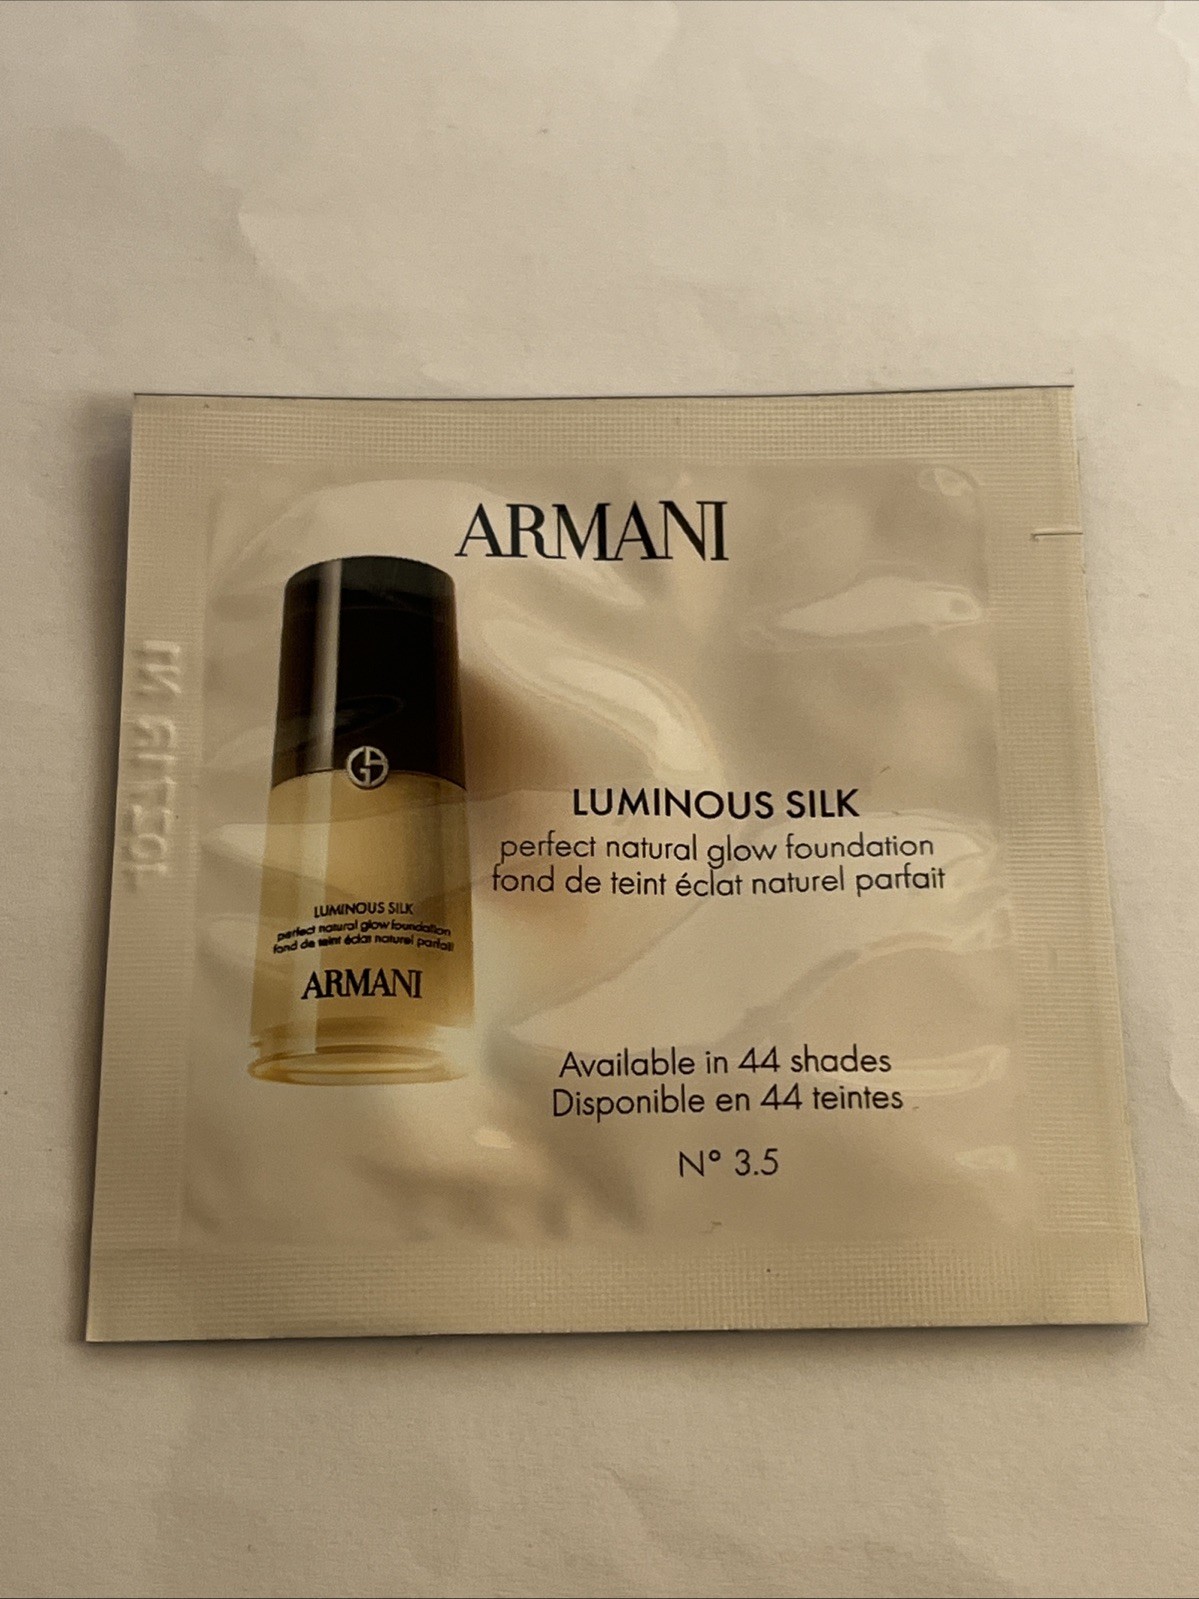 ARMANI
LUMINOUS SILK
perfect natural glow foundation
fond de teint éclat naturel parfait
LUMINOUS SILK
perfect natural glow foundation
fond de teint éclat naturel parfait
ARMANI
Available in 44 shades
Disponible en 44 teintes
N° 3.5